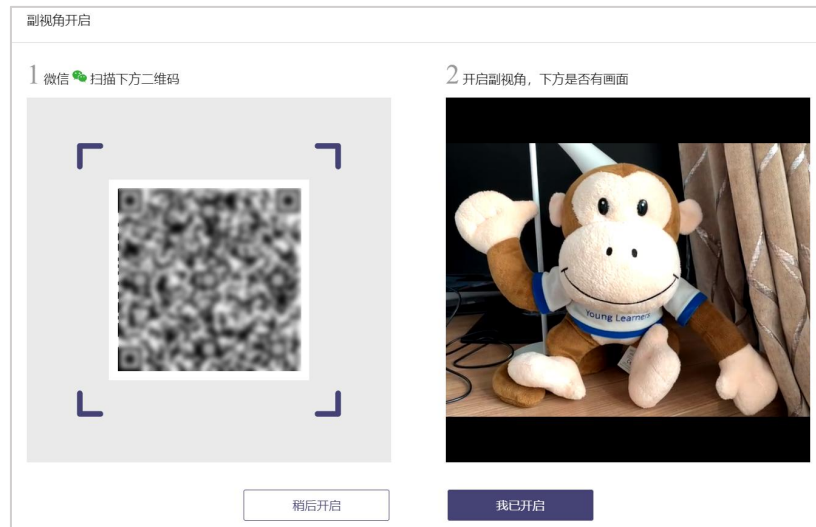 副视角开启
1 微信 扫描下方二维码
2 开启副视角，下方是否有画面
Young Learners
稍后开启
我已开启